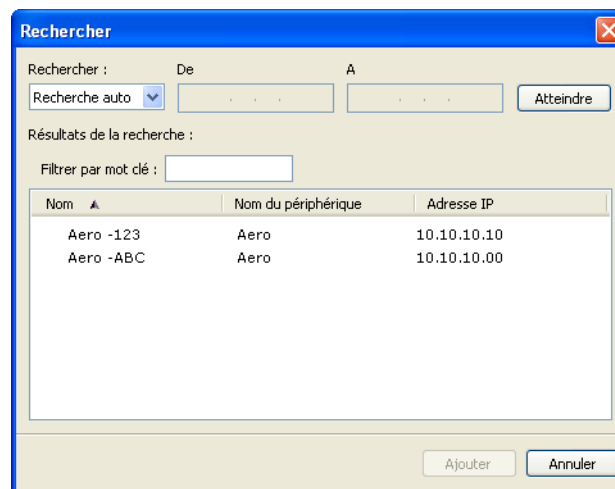 Rechercher
Rechercher : De A
Recherche auto . . . . . . Atteindre
Résultats de la recherche :
Filtrer par mot clé :
Nom Nom du périphérique Adresse IP
Aero -123 Aero 10.10.10.10
Aero -ABC Aero 10.10.10.00
Ajouter Annuler